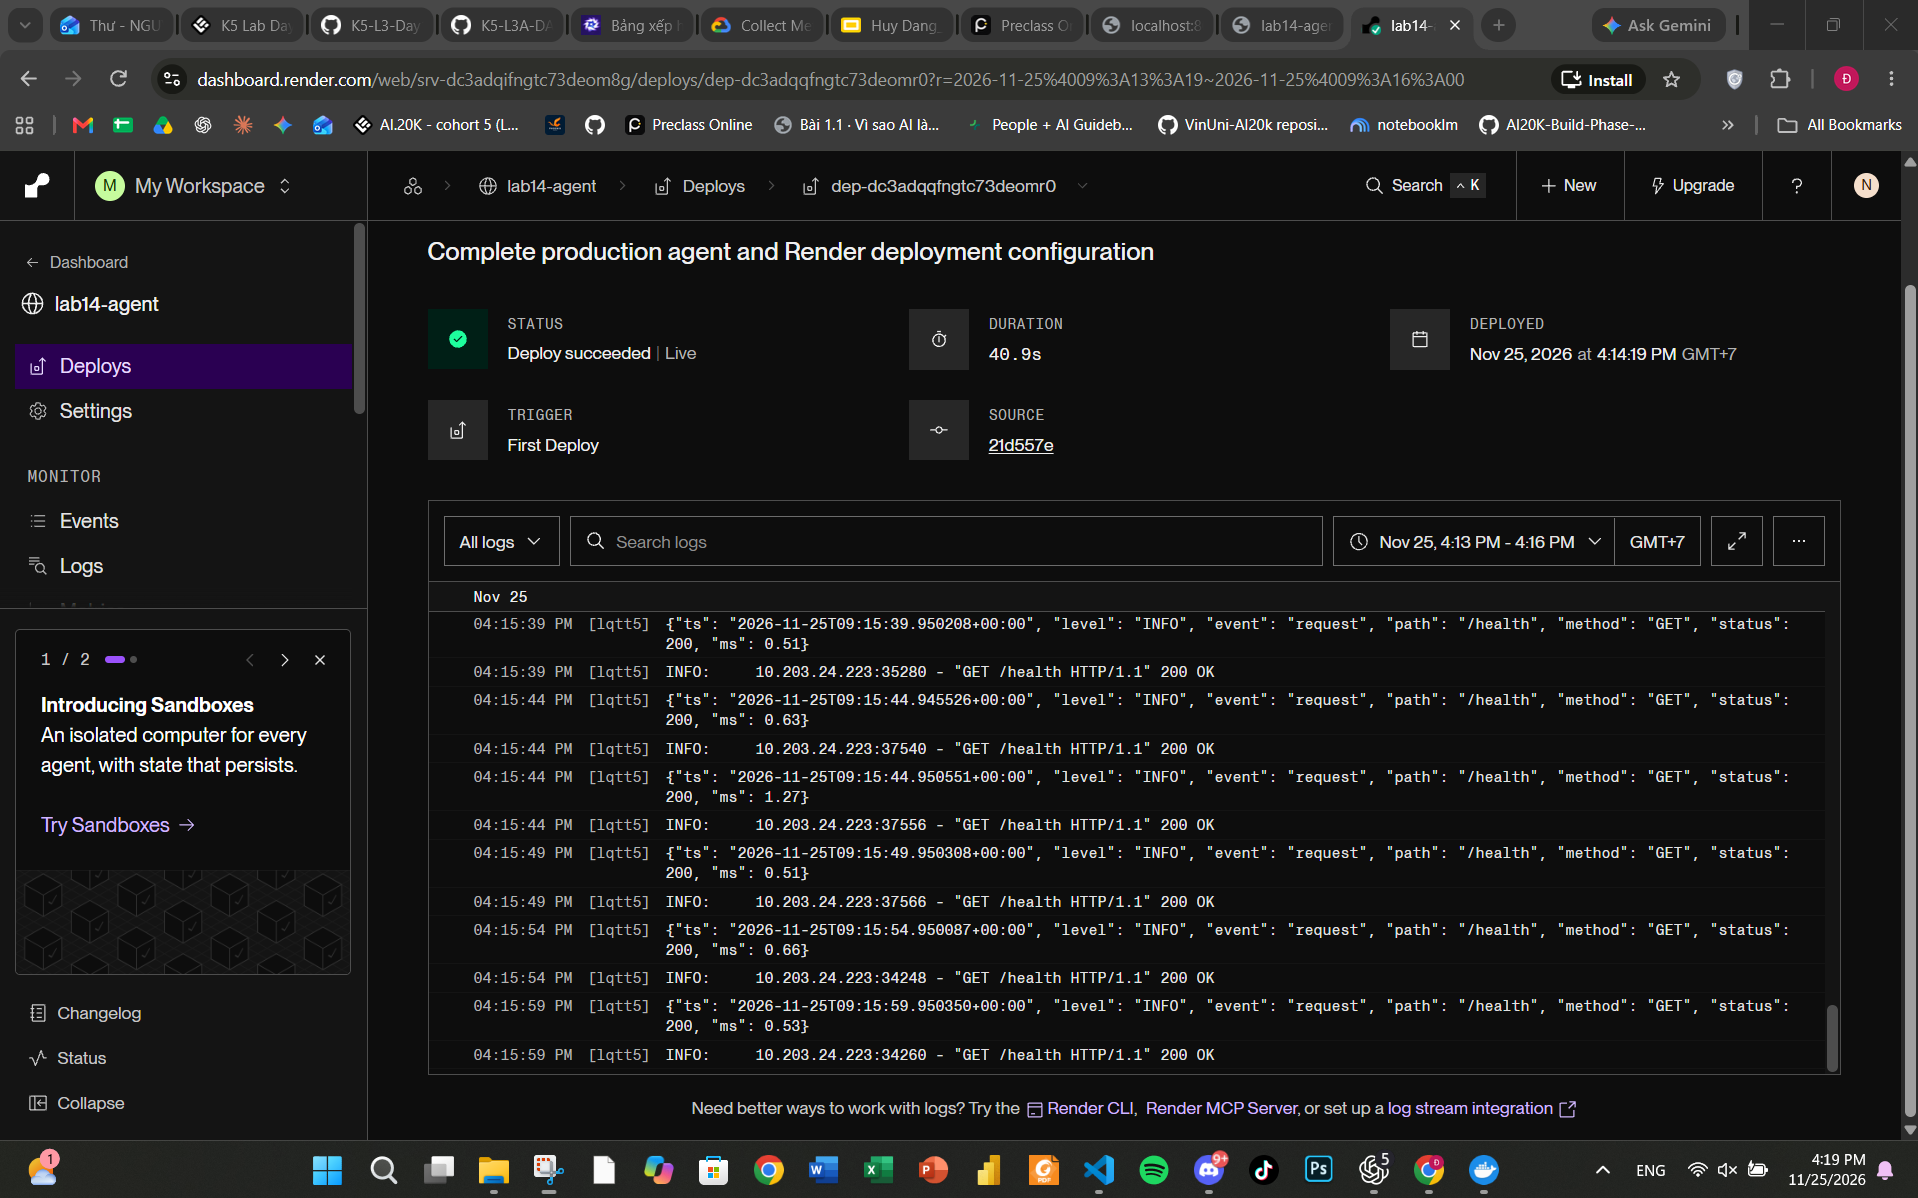 Thư - NGU
K5 Lab Day
K5-L3-Day
K5-L3A-DA
Bảng xếp h
Collect Me
Huy Dang_
Preclass O
localhost:8
lab14-age
lab14-
Ask Gemini
dashboard.render.com/web/srv-dc3adqifngtc73deom8g/deploys/dep-dc3adqqfngtc73deomr0?r=2026-11-25%4009%3A13%3A19~2026-11-25%4009%3A16%3A00
Install
Đ
AI.20K - cohort 5 (L...
Preclass Online
Bài 1.1 · Vì sao AI là...
People + AI Guideb...
VinUni-AI20k reposi...
notebooklm
AI20K-Build-Phase-...
All Bookmarks
M
My Workspace
lab14-agent
Deploys
dep-dc3adqqfngtc73deomr0
Search
K
+ New
Upgrade
?
N
← Dashboard
lab14-agent
Deploys
Settings
MONITOR
Events
Logs
1 / 2
Introducing Sandboxes
An isolated computer for every
agent, with state that persists.
Try Sandboxes →
Changelog
Status
Collapse
Complete production agent and Render deployment configuration
STATUS
Deploy succeeded | Live
DURATION
40.9s
DEPLOYED
Nov 25, 2026 at 4:14:19 PM GMT+7
TRIGGER
First Deploy
SOURCE
21d557e
All logs
Search logs
Nov 25, 4:13 PM - 4:16 PM
GMT+7
...
Nov 25
04:15:39 PM [lqtt5] {"ts": "2026-11-25T09:15:39.950208+00:00", "level": "INFO", "event": "request", "path": "/health", "method": "GET", "status":
200, "ms": 0.51}
04:15:39 PM [lqtt5] INFO: 10.203.24.223:35280 - "GET /health HTTP/1.1" 200 OK
04:15:44 PM [lqtt5] {"ts": "2026-11-25T09:15:44.945526+00:00", "level": "INFO", "event": "request", "path": "/health", "method": "GET", "status":
200, "ms": 0.63}
04:15:44 PM [lqtt5] INFO: 10.203.24.223:37540 - "GET /health HTTP/1.1" 200 OK
04:15:44 PM [lqtt5] {"ts": "2026-11-25T09:15:44.950551+00:00", "level": "INFO", "event": "request", "path": "/health", "method": "GET", "status":
200, "ms": 1.27}
04:15:44 PM [lqtt5] INFO: 10.203.24.223:37556 - "GET /health HTTP/1.1" 200 OK
04:15:49 PM [lqtt5] {"ts": "2026-11-25T09:15:49.950308+00:00", "level": "INFO", "event": "request", "path": "/health", "method": "GET", "status":
200, "ms": 0.51}
04:15:49 PM [lqtt5] INFO: 10.203.24.223:37566 - "GET /health HTTP/1.1" 200 OK
04:15:54 PM [lqtt5] {"ts": "2026-11-25T09:15:54.950087+00:00", "level": "INFO", "event": "request", "path": "/health", "method": "GET", "status":
200, "ms": 0.66}
04:15:54 PM [lqtt5] INFO: 10.203.24.223:34248 - "GET /health HTTP/1.1" 200 OK
04:15:59 PM [lqtt5] {"ts": "2026-11-25T09:15:59.950350+00:00", "level": "INFO", "event": "request", "path": "/health", "method": "GET", "status":
200, "ms": 0.53}
04:15:59 PM [lqtt5] INFO: 10.203.24.223:34260 - "GET /health HTTP/1.1" 200 OK
Need better ways to work with logs? Try the Render CLI, Render MCP Server, or set up a log stream integration
1
9+
5
Ps
ENG
4:19 PM
11/25/2026